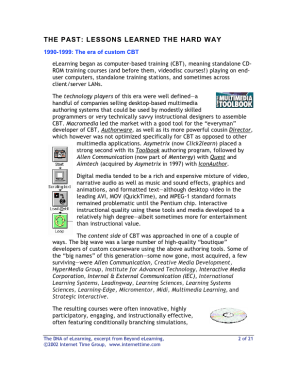 THE PAST: LESSONS LEARNED THE HARD WAY
1990-1999: The era of custom CBT
eLearning began as computer-based training (CBT), meaning standalone CD-
ROM training courses (and before them, videodisc courses!) playing on end-
user, standalone training stations, and sometimes across
client/server LANs.
The technology players of this era were well defined—a
handful of companies selling desktop-based multimedia
authoring systems that could be used by modestly skilled
programmers or very technically savvy instructional designers to assemble
CBT. Macromedia led the market with a good tool for the "everyman"
developer of CBT, Authorware, as well as its more powerful cousin Director,
which however was not optimized specifically for CBT as opposed to other
multimedia applications. Asymetrix (now Click2learn) placed a
strong second with its Toolbook authoring program, followed by
Allen Communication (now part of Mentergy) with Quest and
Aimtech (acquired by Asymetrix in 1997) with IconAuthor.
Digital media tended to be a rich and expensive mixture of video,
narrative audio as well as music and sound effects, graphics and
animations, and formatted text—although desktop video in the
leading AVI, MOV (QuickTime), and MPEG-1 standard formats
remained problematic until the Pentium chip. Interactive
instructional quality using these tools and media developed to a
relatively high degree—albeit sometimes more for entertainment
than instructional value.
The content side of CBT was approached in one of a couple of
ways. The big wave was a large number of high-quality "boutique"
developers of custom courseware using the above authoring tools. Some of
the "big names" of this generation—some now gone, most acquired, a few
surviving—were Allen Communication, Creative Media Development,
HyperMedia Group, Institute for Advanced Technology, Interactive Media
Corporation, Internal & External Communication (IEC), International
Learning Systems, Leadingway, Learning Sciences, Learning Systems
Sciences, Learning-Edge, Micromentor, Midi, Multimedia Learning, and
Strategic Interactive.
The resulting courses were often innovative, highly
participatory, engaging, and instructionally effective,
often featuring conditional branching simulations,
MULTIMEDIA
TOOLBOOK
Start
The DNA of eLearning, excerpt from Beyond eLearning, 2 of 21
©2002 Internet Time Group, www.internettime.com